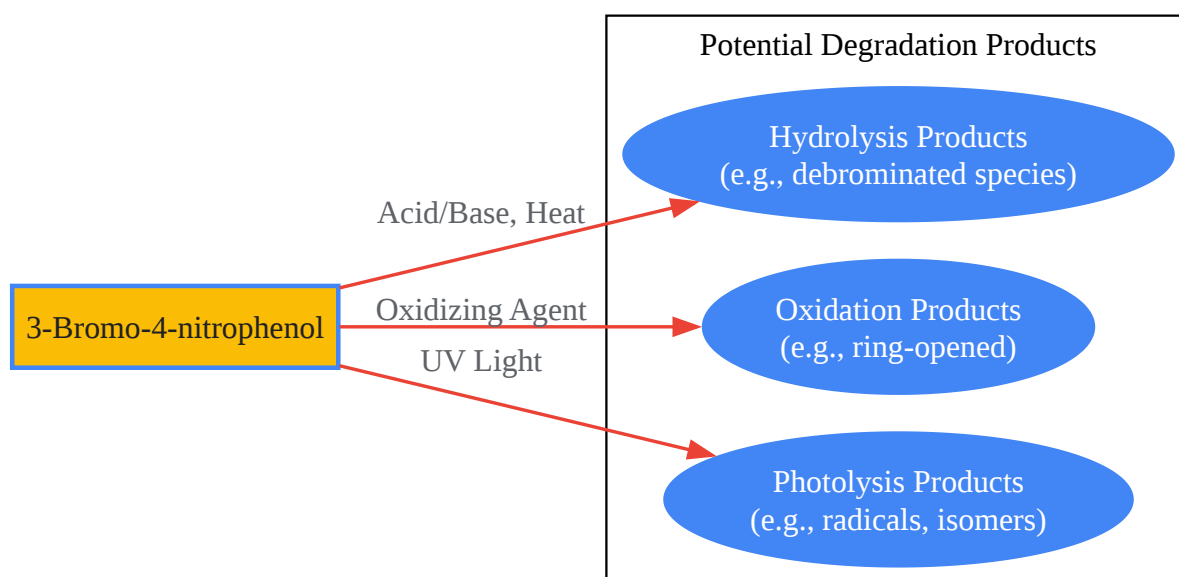 Potential Degradation Products
Hydrolysis Products
(e.g., debrominated species)
Acid/Base, Heat
3-Bromo-4-nitrophenol
Oxidizing Agent
Oxidation Products
(e.g., ring-opened)
UV Light
Photolysis Products
(e.g., radicals, isomers)